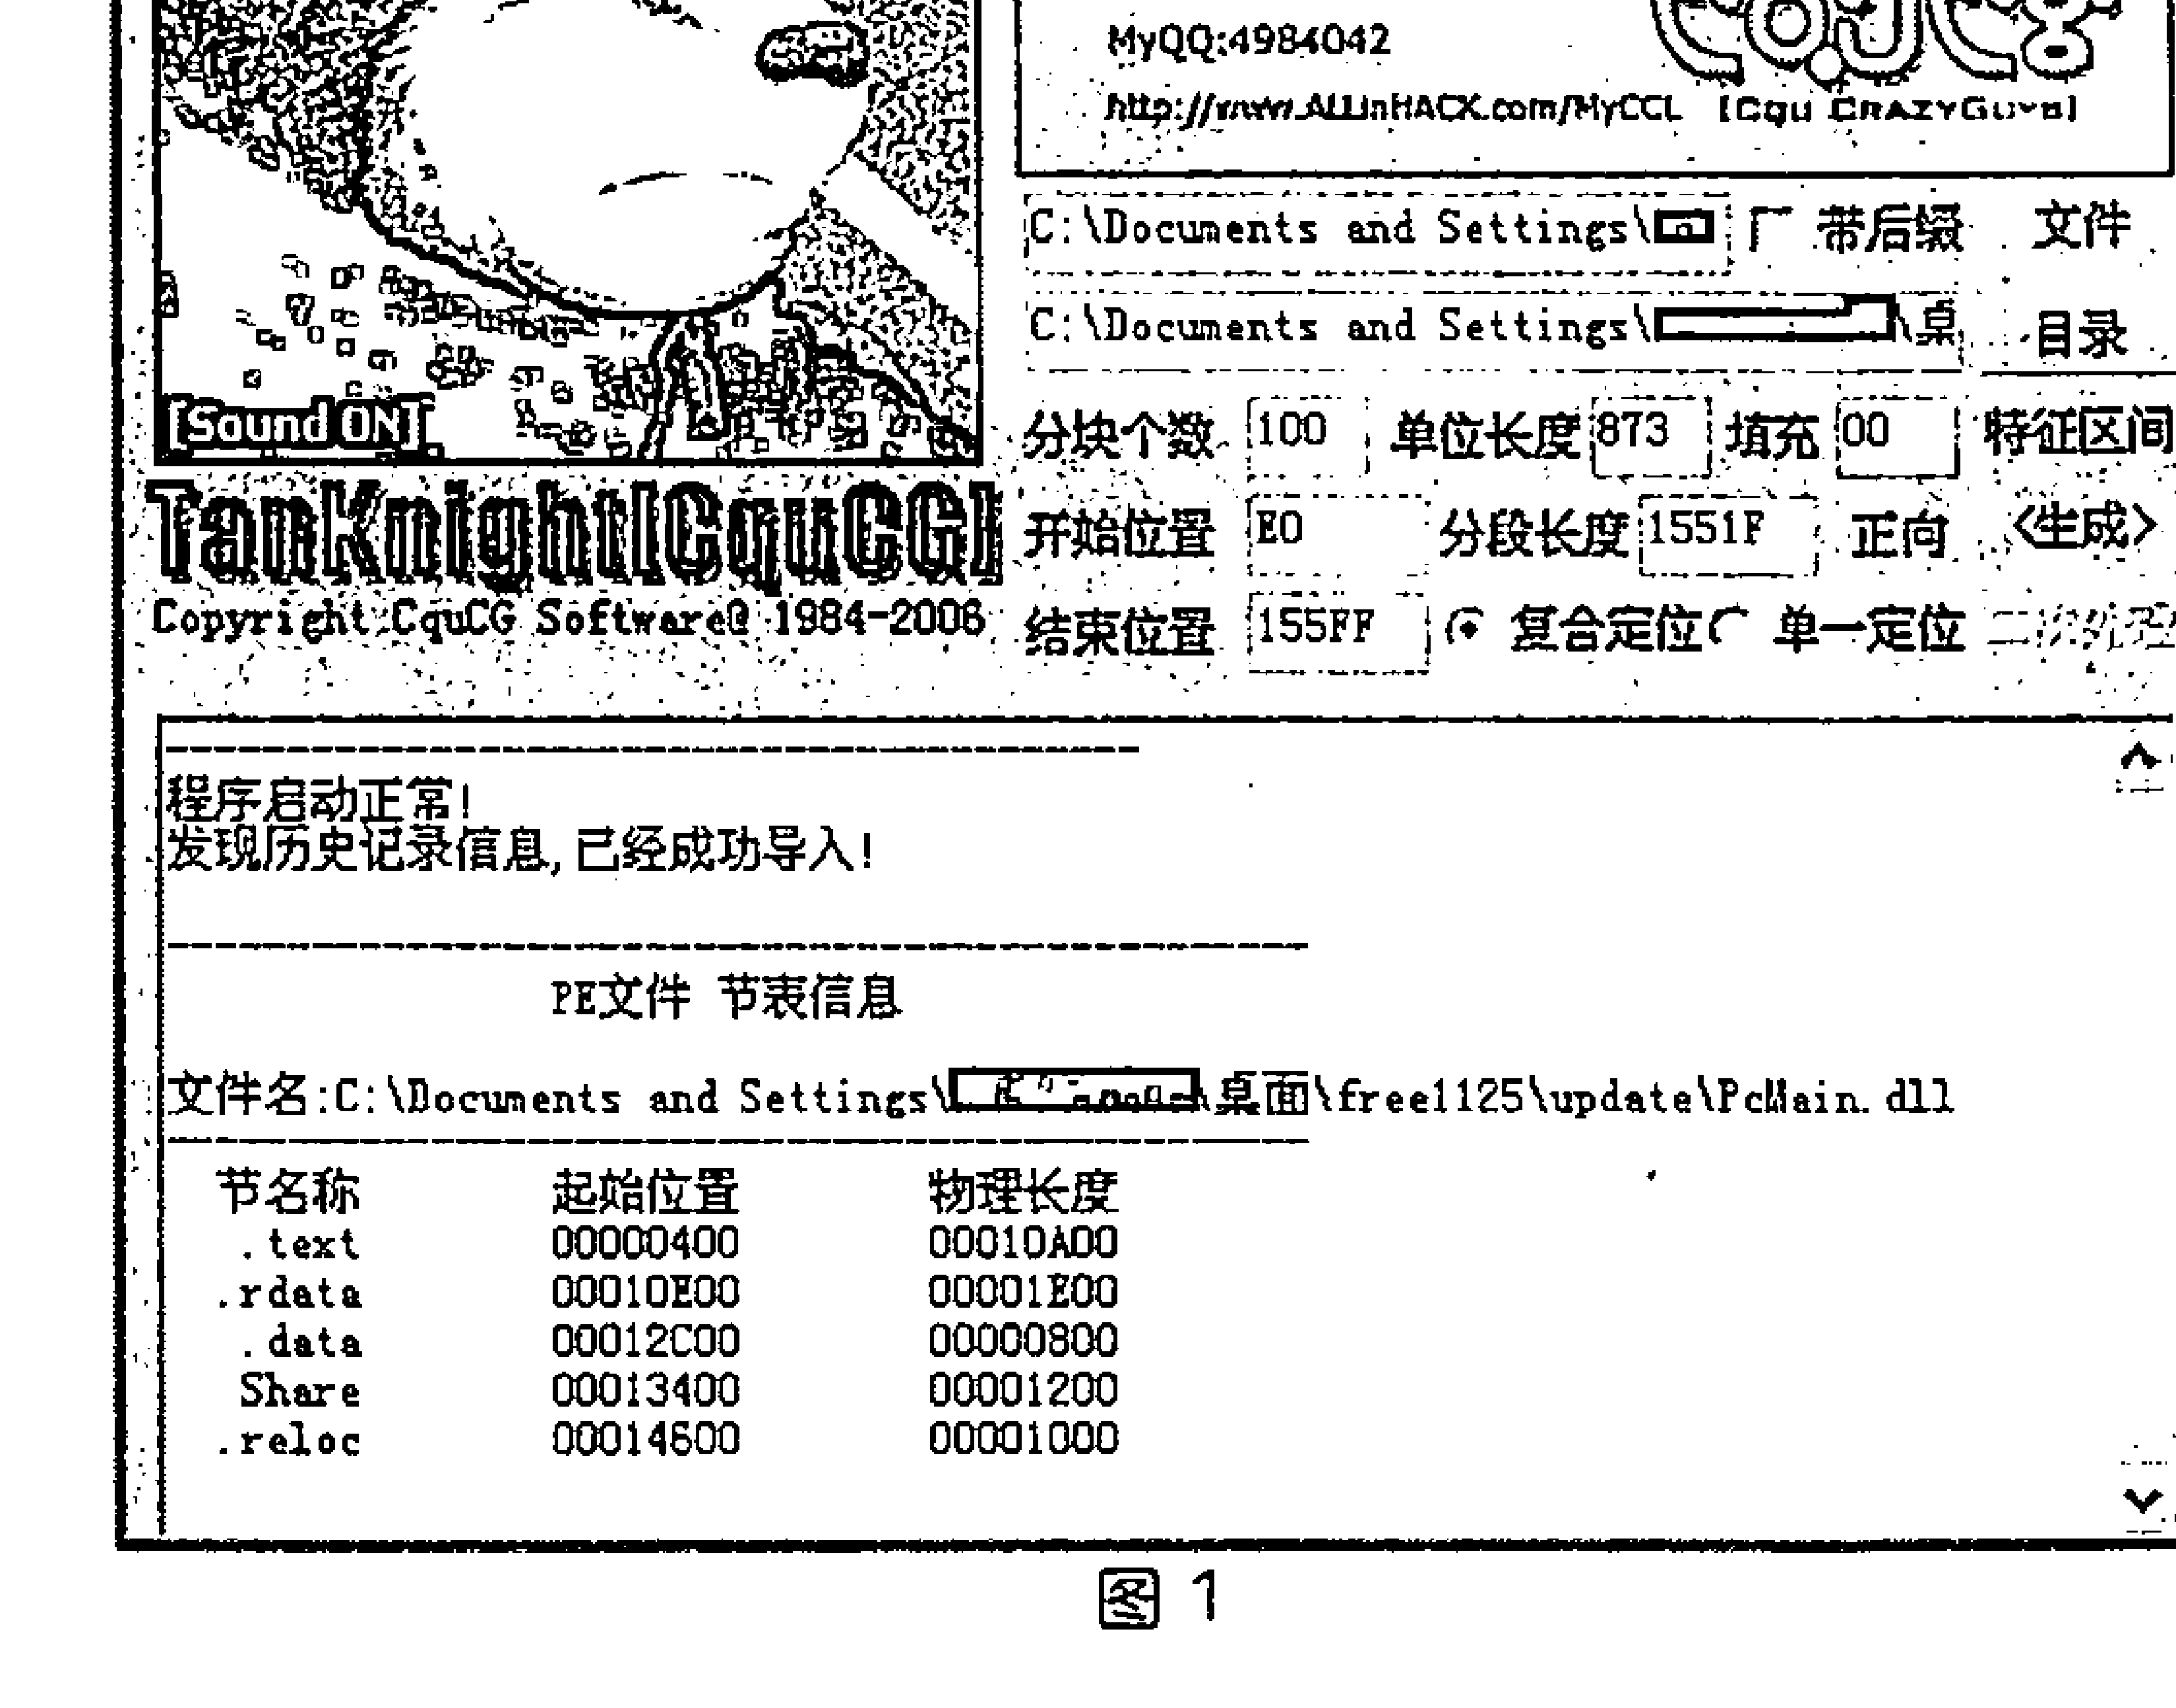 MyQQ:4984042
http://www.ALLinHACK.com/MyCCL [Cqu CRAZYGUYS]
C:\Documents and Settings\ 带后缀 文件
C:\Documents and Settings\ \桌 目录
分块个数 100 单位长度 873 填充 00 特征区间
开始位置 E0 分段长度 1551F 正向 <生成>
结束位置 155FF 复合定位 单一定位
[Sound ON]
TanKnight[CquCG]
Copyright CquCG Software@ 1984-2006
程序启动正常!
发现历史记录信息,已经成功导入!
PE文件 节表信息
文件名:C:\Documents and Settings\ \桌面\free1125\update\PcMain.dll
节名称 起始位置 物理长度
.text 00000400 00010A00
.rdata 00010E00 00001E00
.data 00012C00 00000800
Share 00013400 00001200
.reloc 00014600 00001000
图 1